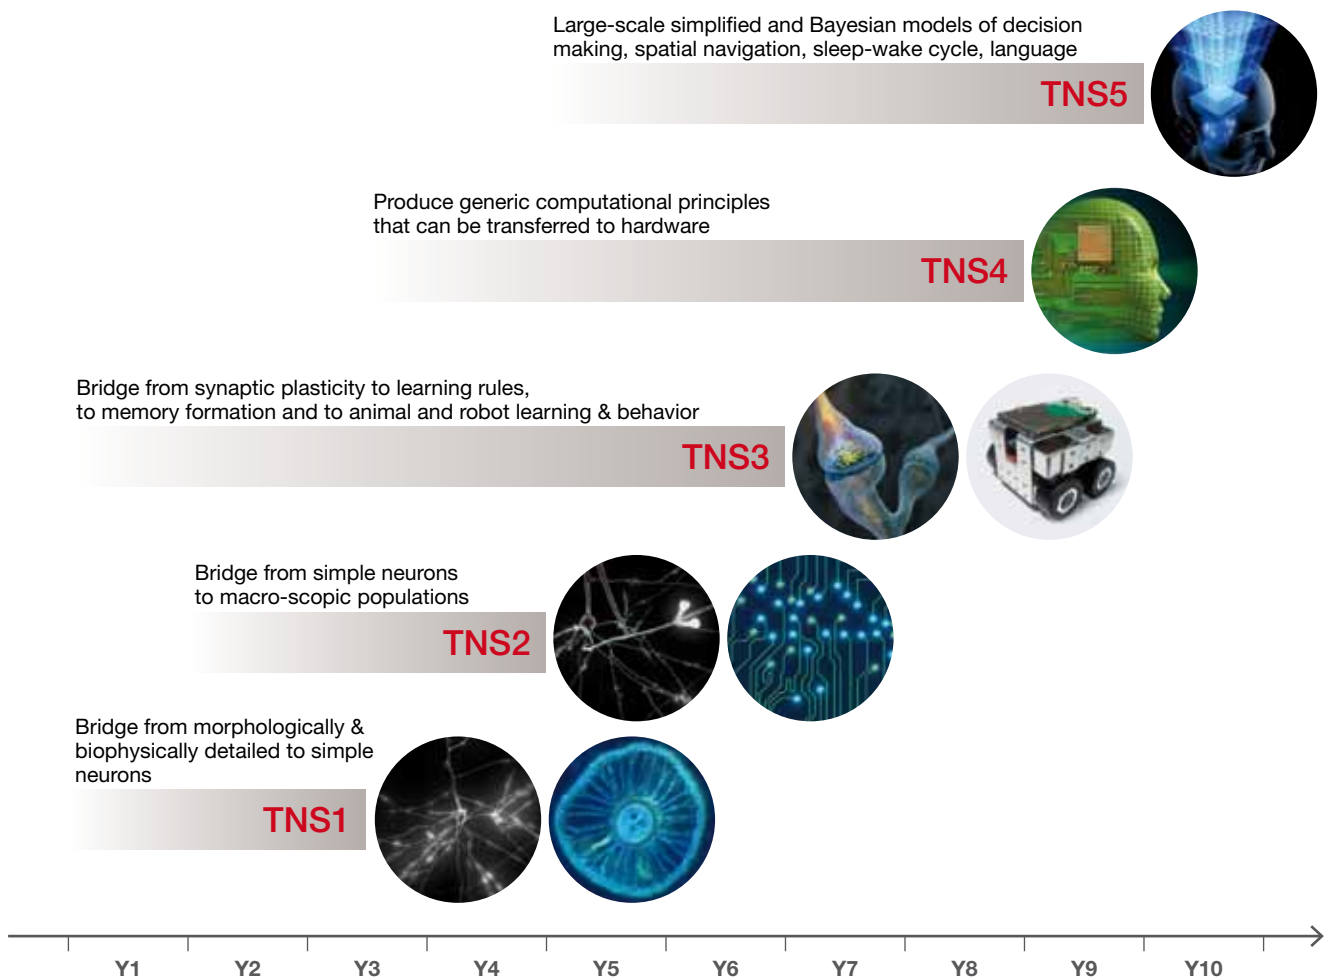 Large-scale simplified and Bayesian models of decision
making, spatial navigation, sleep-wake cycle, language
TNS5
Produce generic computational principles
that can be transferred to hardware
TNS4
Bridge from synaptic plasticity to learning rules,
to memory formation and to animal and robot learning & behavior
TNS3
Bridge from simple neurons
to macro-scopic populations
TNS2
Bridge from morphologically &
biophysically detailed to simple
neurons
TNS1
Y1 Y2 Y3 Y4 Y5 Y6 Y7 Y8 Y9 Y10